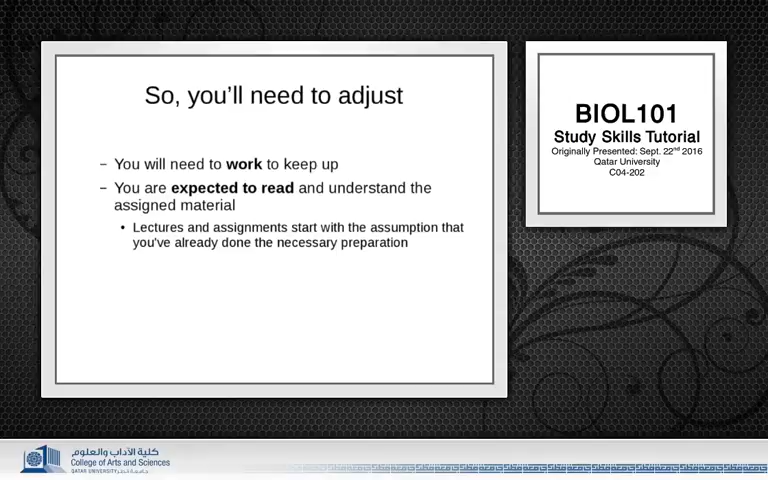 So, you’ll need to adjust
– You will need to work to keep up
– You are expected to read and understand the
assigned material
• Lectures and assignments start with the assumption that
you've already done the necessary preparation
BIOL101
Study Skills Tutorial
Originally Presented: Sept. 22nd 2016
Qatar University
C04-202
كلية الآداب والعلوم
College of Arts and Sciences
QATAR UNIVERSITY جامعة قطر